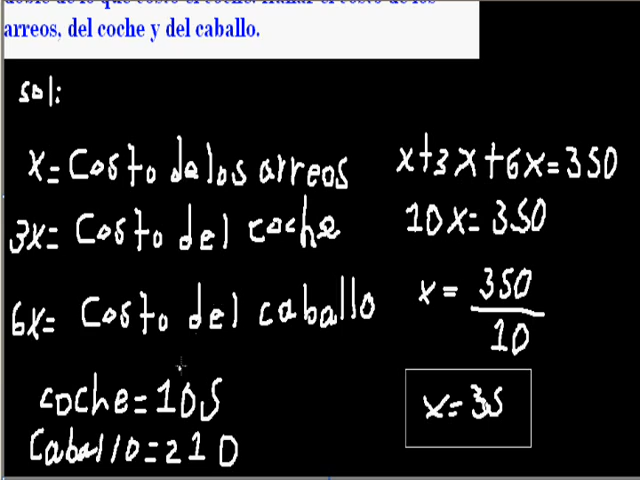 arreos, del coche y del caballo.
sol:
x= Costo de los arreos
3x= Costo del coche
6x= Costo del caballo
coche=105
Caballo=210
x+3x+6x=350
10x=350
x= 350
10
x=35